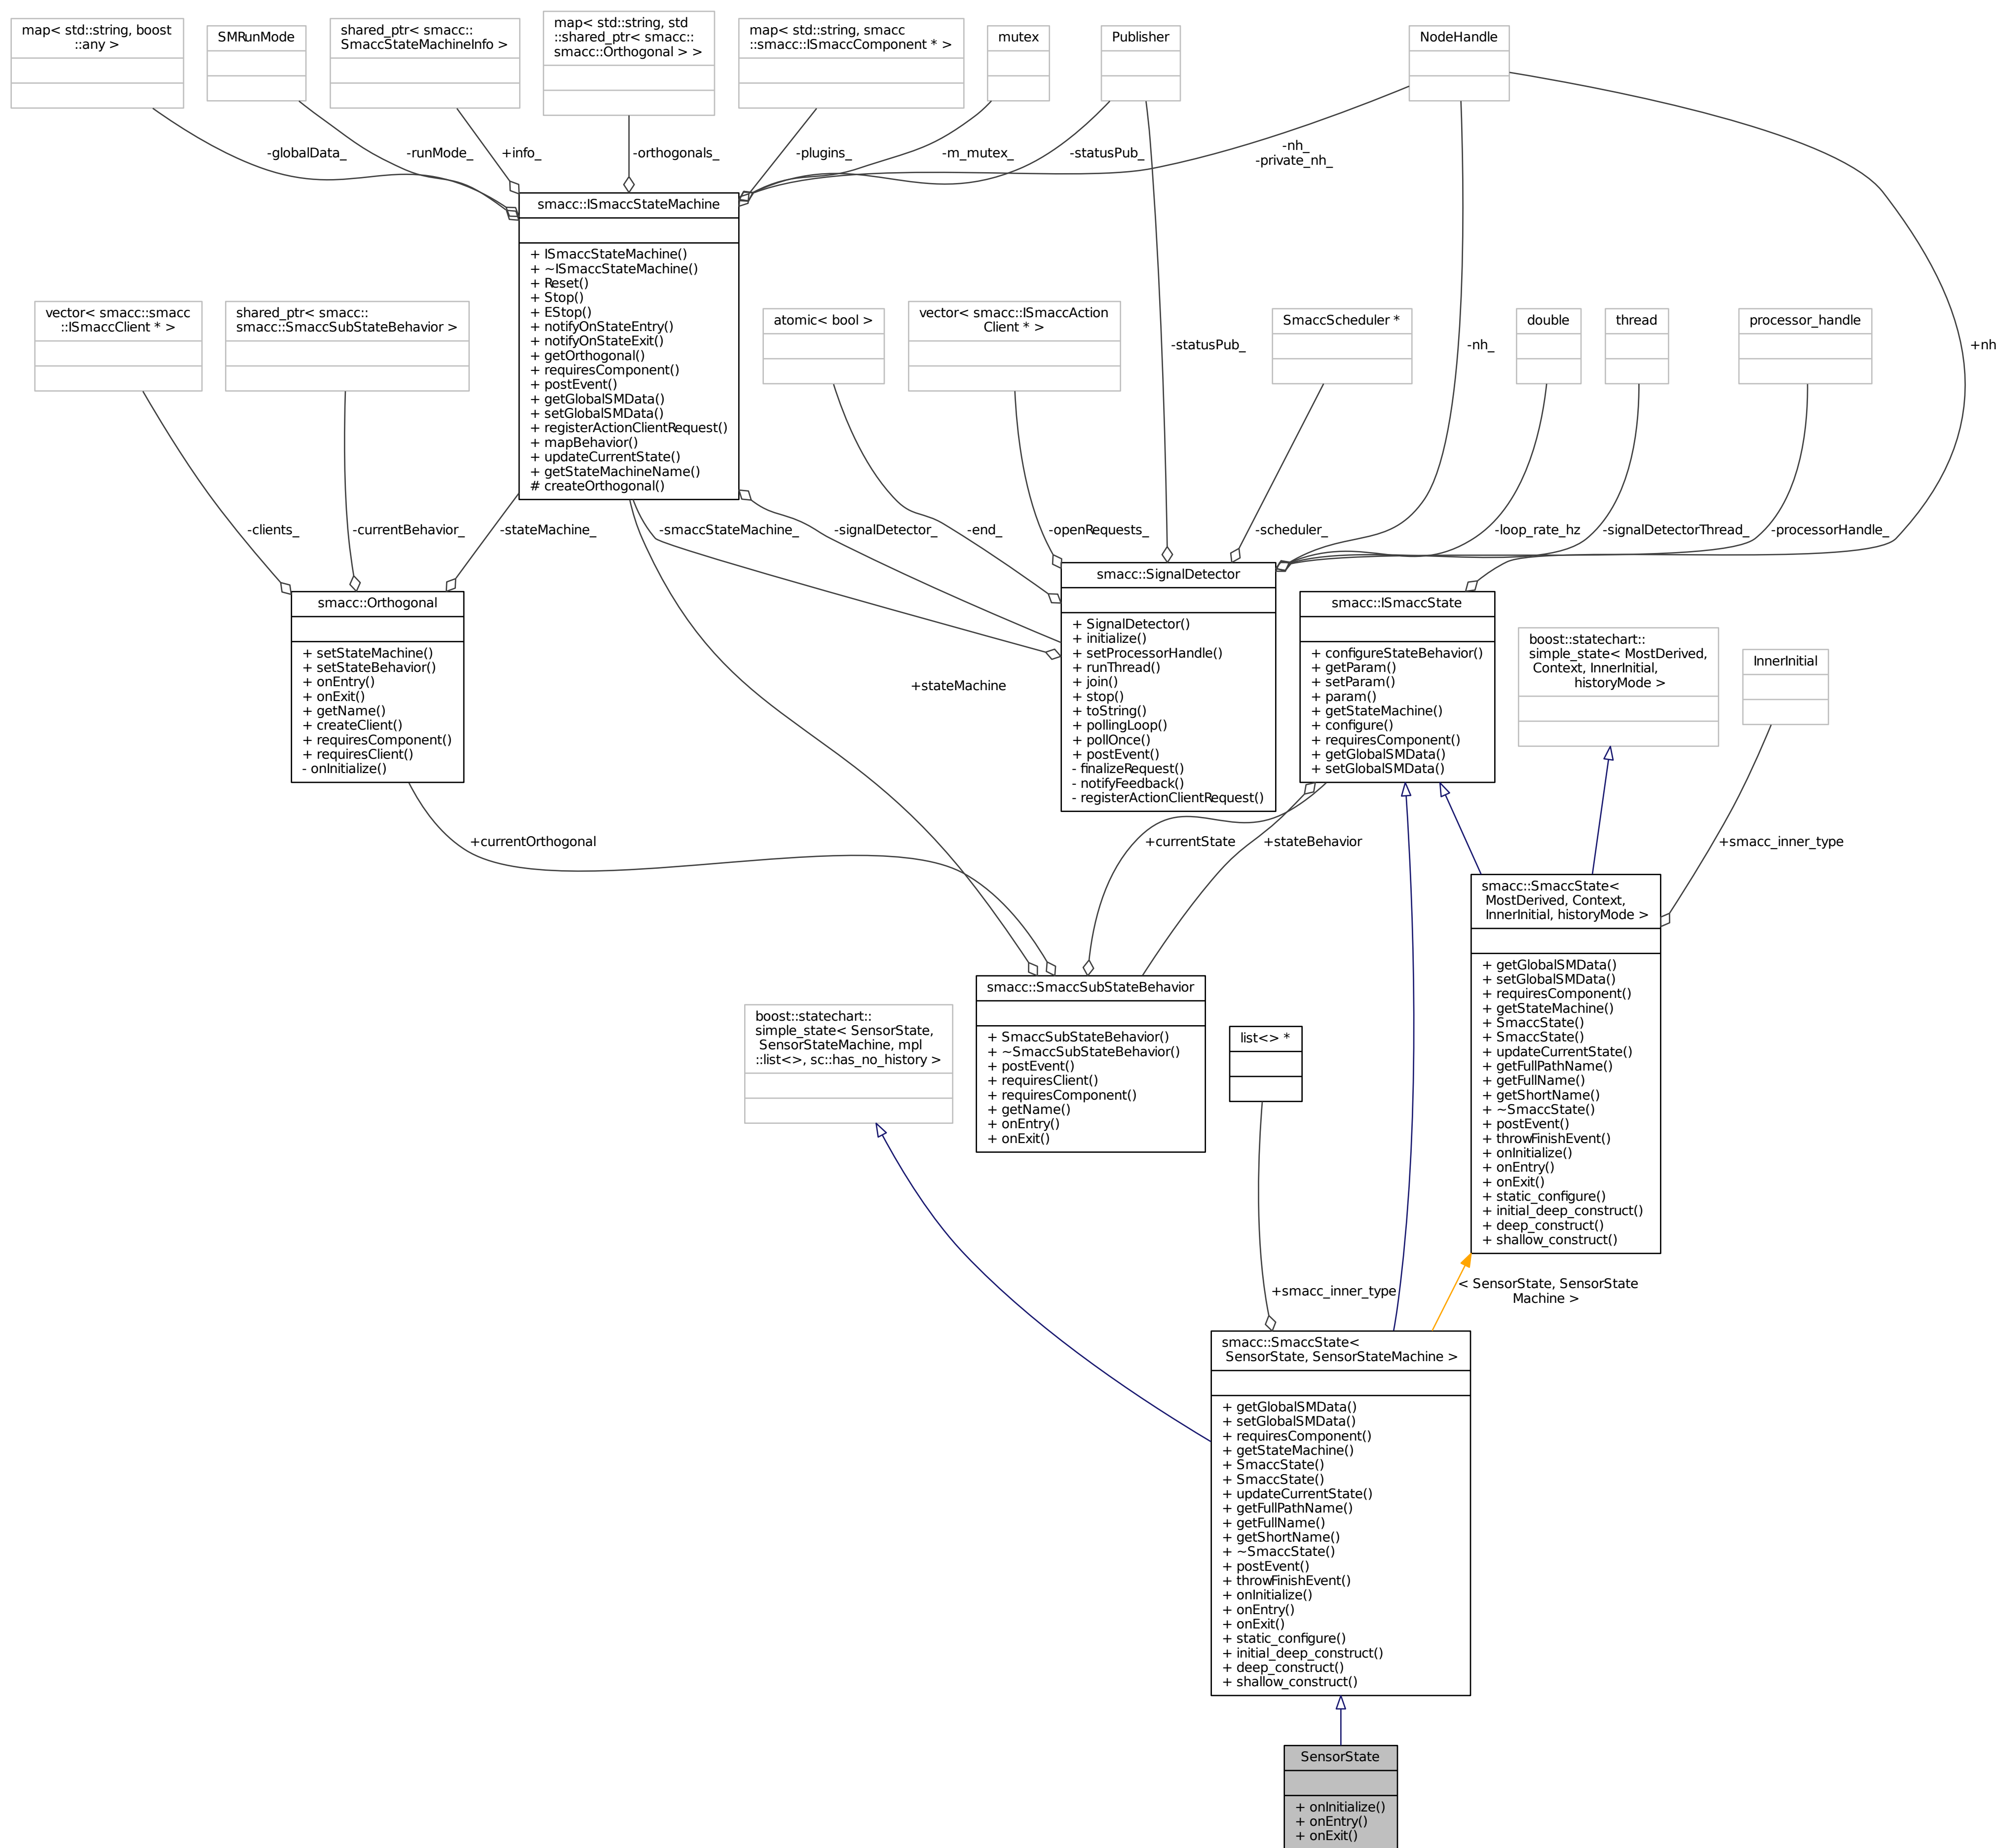 map< std::string, boost
::any >
SMRunMode
shared_ptr< smacc::
SmaccStateMachineInfo >
map< std::string, std
::shared_ptr< smacc::
smacc::Orthogonal > >
map< std::string, smacc
::smacc::ISmaccComponent * >
mutex
Publisher
NodeHandle
-globalData_
-runMode_
+info_
-orthogonals_
-plugins_
-m_mutex_
-statusPub_
-nh_
-private_nh_
smacc::ISmaccStateMachine
+ ISmaccStateMachine()
+ ~ISmaccStateMachine()
+ Reset()
+ Stop()
+ EStop()
+ notifyOnStateEntry()
+ notifyOnStateExit()
+ getOrthogonal()
+ requiresComponent()
+ postEvent()
+ getGlobalSMData()
+ setGlobalSMData()
+ registerActionClientRequest()
+ mapBehavior()
+ updateCurrentState()
+ getStateMachineName()
# createOrthogonal()
vector< smacc::smacc
::ISmaccClient * >
shared_ptr< smacc::
smacc::SmaccSubStateBehavior >
atomic< bool >
vector< smacc::ISmaccAction
Client * >
-statusPub_
SmaccScheduler *
-nh_
double
thread
processor_handle
+nh
-clients_
-currentBehavior_
-stateMachine_
-smaccStateMachine_
-signalDetector_
-end_
-openRequests_
-scheduler_
-loop_rate_hz
-signalDetectorThread_
-processorHandle_
smacc::Orthogonal
+ setStateMachine()
+ setStateBehavior()
+ onEntry()
+ onExit()
+ getName()
+ createClient()
+ requiresComponent()
+ requiresClient()
- onInitialize()
+stateMachine
smacc::SignalDetector
+ SignalDetector()
+ initialize()
+ setProcessorHandle()
+ runThread()
+ join()
+ stop()
+ toString()
+ pollingLoop()
+ pollOnce()
+ postEvent()
- finalizeRequest()
- notifyFeedback()
- registerActionClientRequest()
smacc::ISmaccState
+ configureStateBehavior()
+ getParam()
+ setParam()
+ param()
+ getStateMachine()
+ configure()
+ requiresComponent()
+ getGlobalSMData()
+ setGlobalSMData()
boost::statechart::
simple_state< MostDerived,
Context, InnerInitial,
historyMode >
InnerInitial
+currentOrthogonal
+currentState
+stateBehavior
+smacc_inner_type
smacc::SmaccState<
MostDerived, Context,
InnerInitial, historyMode >
+ getGlobalSMData()
+ setGlobalSMData()
+ requiresComponent()
+ getStateMachine()
+ SmaccState()
+ SmaccState()
+ updateCurrentState()
+ getFullPathName()
+ getFullName()
+ getShortName()
+ ~SmaccState()
+ postEvent()
+ throwFinishEvent()
+ onInitialize()
+ onEntry()
+ onExit()
+ static_configure()
+ initial_deep_construct()
+ deep_construct()
+ shallow_construct()
boost::statechart::
simple_state< SensorState,
SensorStateMachine, mpl
::list<>, sc::has_no_history >
smacc::SmaccSubStateBehavior
+ SmaccSubStateBehavior()
+ ~SmaccSubStateBehavior()
+ postEvent()
+ requiresClient()
+ requiresComponent()
+ getName()
+ onEntry()
+ onExit()
list<> *
+smacc_inner_type
< SensorState, SensorState
Machine >
smacc::SmaccState<
SensorState, SensorStateMachine >
+ getGlobalSMData()
+ setGlobalSMData()
+ requiresComponent()
+ getStateMachine()
+ SmaccState()
+ SmaccState()
+ updateCurrentState()
+ getFullPathName()
+ getFullName()
+ getShortName()
+ ~SmaccState()
+ postEvent()
+ throwFinishEvent()
+ onInitialize()
+ onEntry()
+ onExit()
+ static_configure()
+ initial_deep_construct()
+ deep_construct()
+ shallow_construct()
SensorState
+ onInitialize()
+ onEntry()
+ onExit()